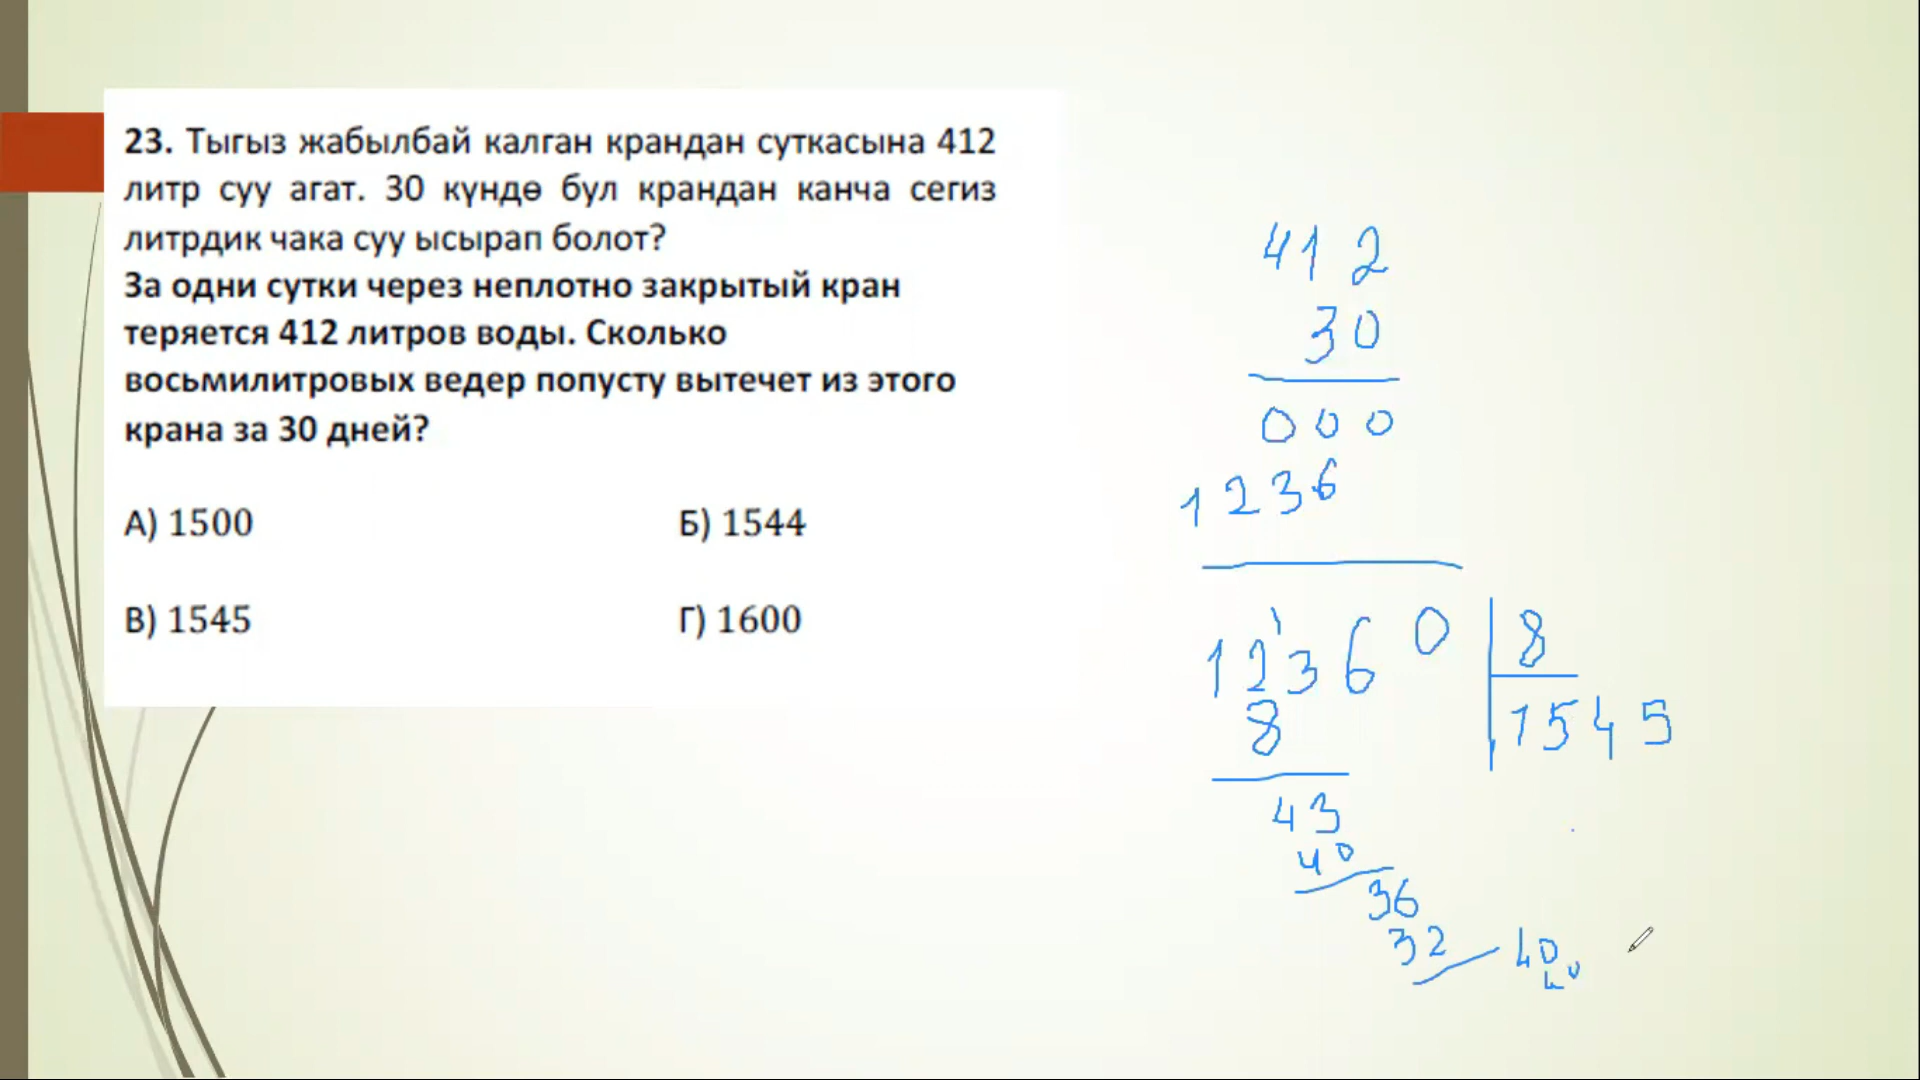 23. Тыгыз жабылбай калган крандан суткасына 412
литр суу агат. 30 күндө бул крандан канча сегиз
литрдик чака суу ысырап болот?
За одни сутки через неплотно закрытый кран
теряется 412 литров воды. Сколько
восьмилитровых ведер попусту вытечет из этого
крана за 30 дней?
А) 1500
Б) 1544
В) 1545
Г) 1600
412
30
000
1236
12360 8
8 1545
43
40
36
32
40
40